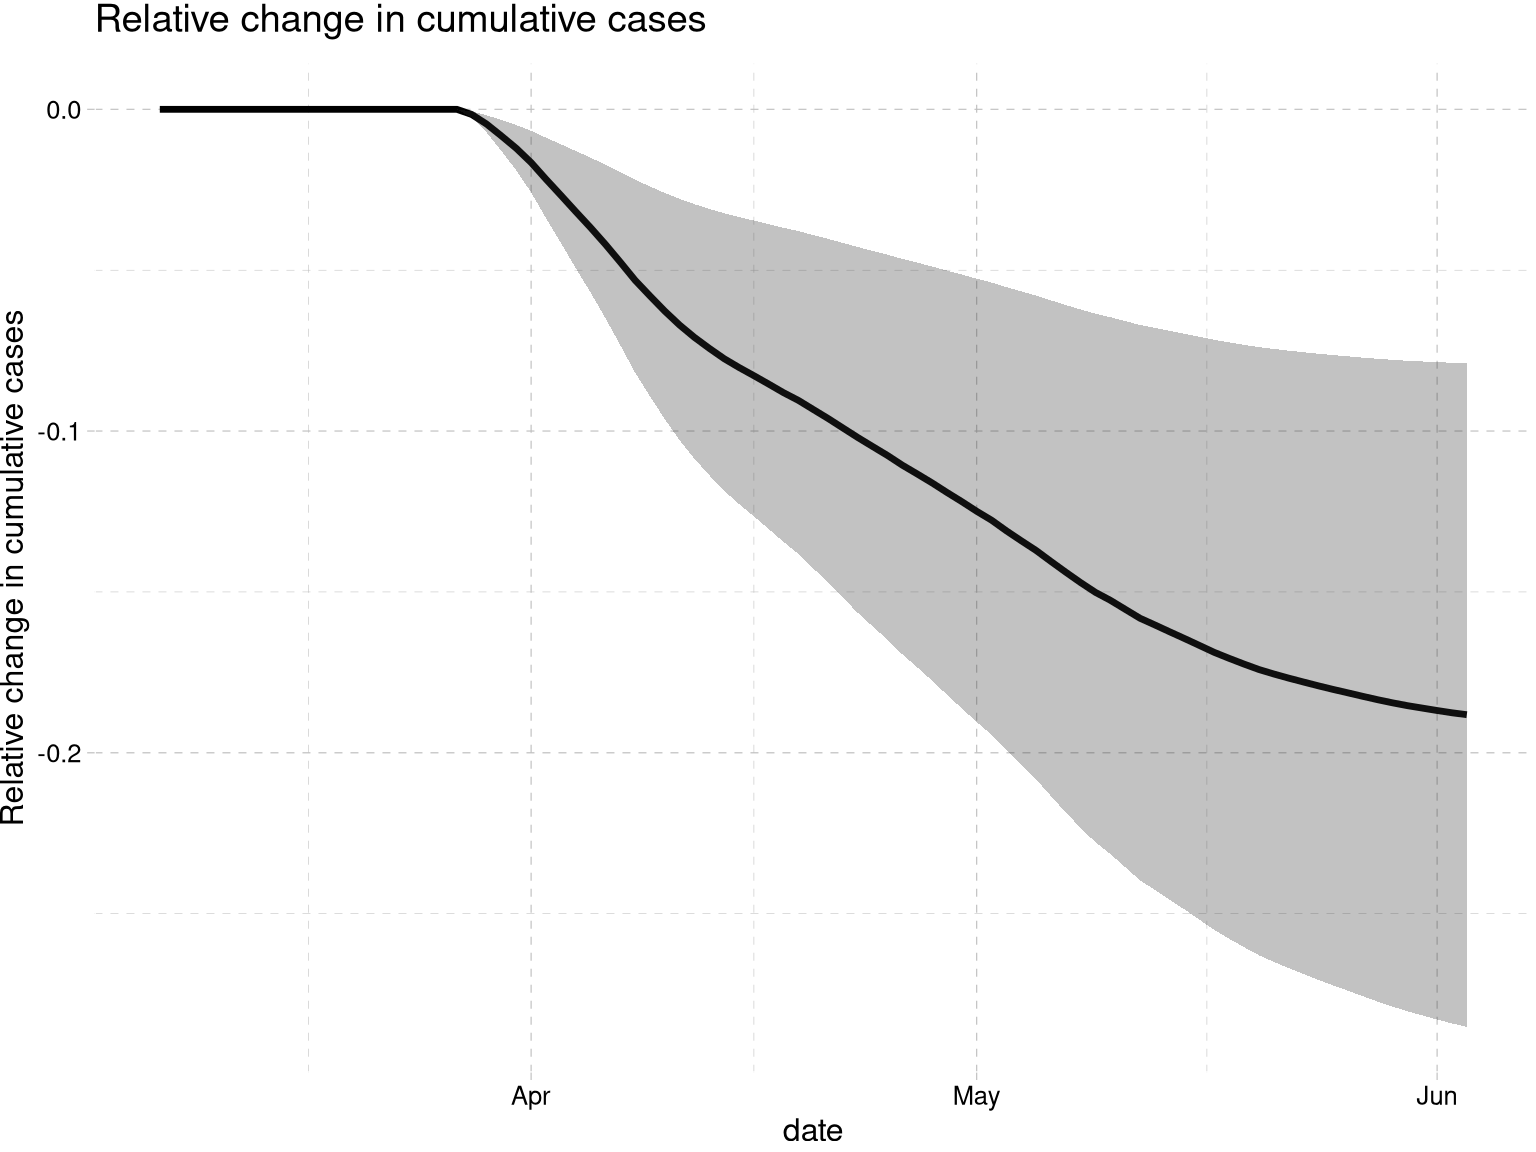 Relative change in cumulative cases
Relative change in cumulative cases
0.0
-0.1
-0.2
Apr
May
Jun
date